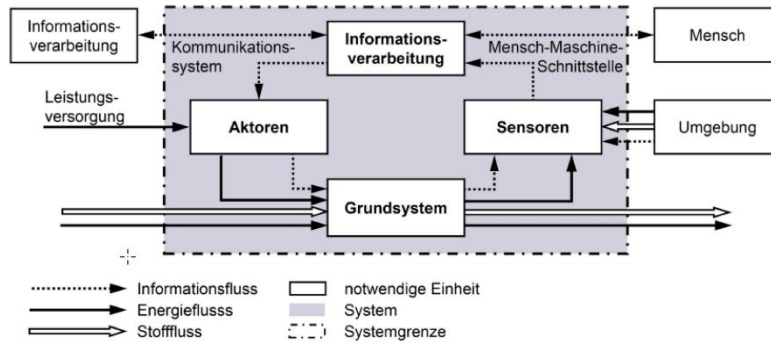 Informations-
verarbeitung
Kommunikations-
system
Informations-
verarbeitung
Mensch-Maschine-
Schnittstelle
Mensch
Leistungs-
versorgung
Aktoren
Sensoren
Umgebung
Grundsystem
Informationsfluss
Energieflusss
Stofffluss
notwendige Einheit
System
Systemgrenze